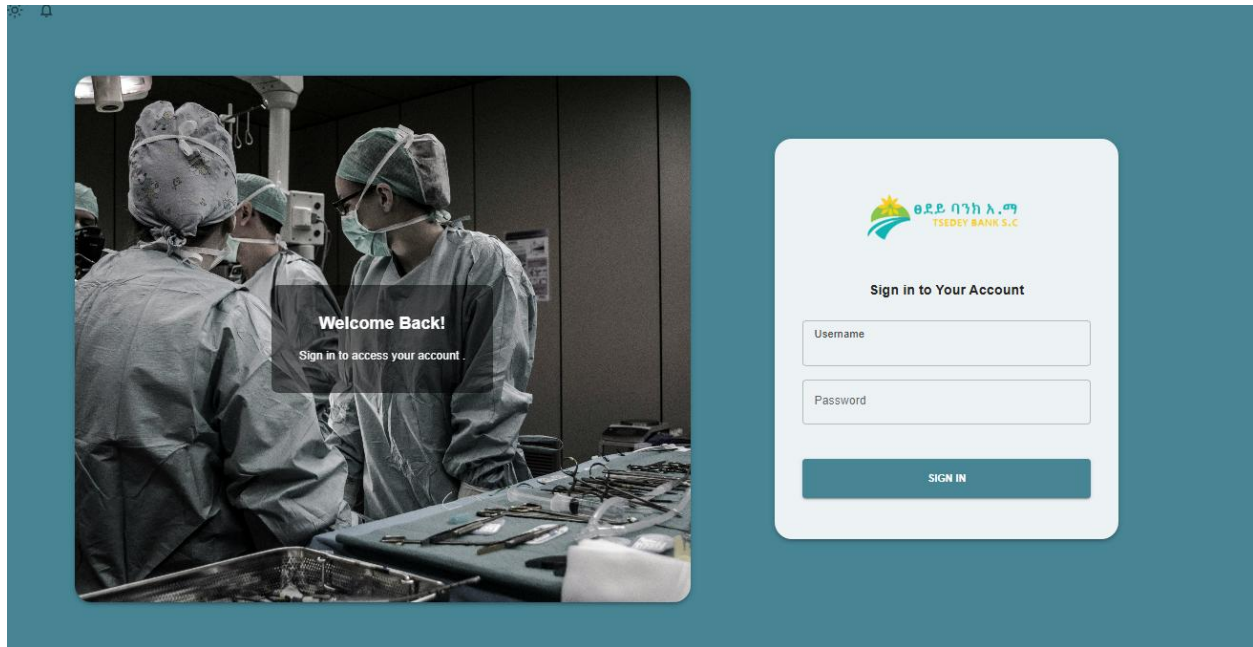 Welcome Back!
Sign in to access your account .
ፀደይ ባንክ አ.ማ
TSEDEY BANK S.C
Sign in to Your Account
Username
Password
SIGN IN